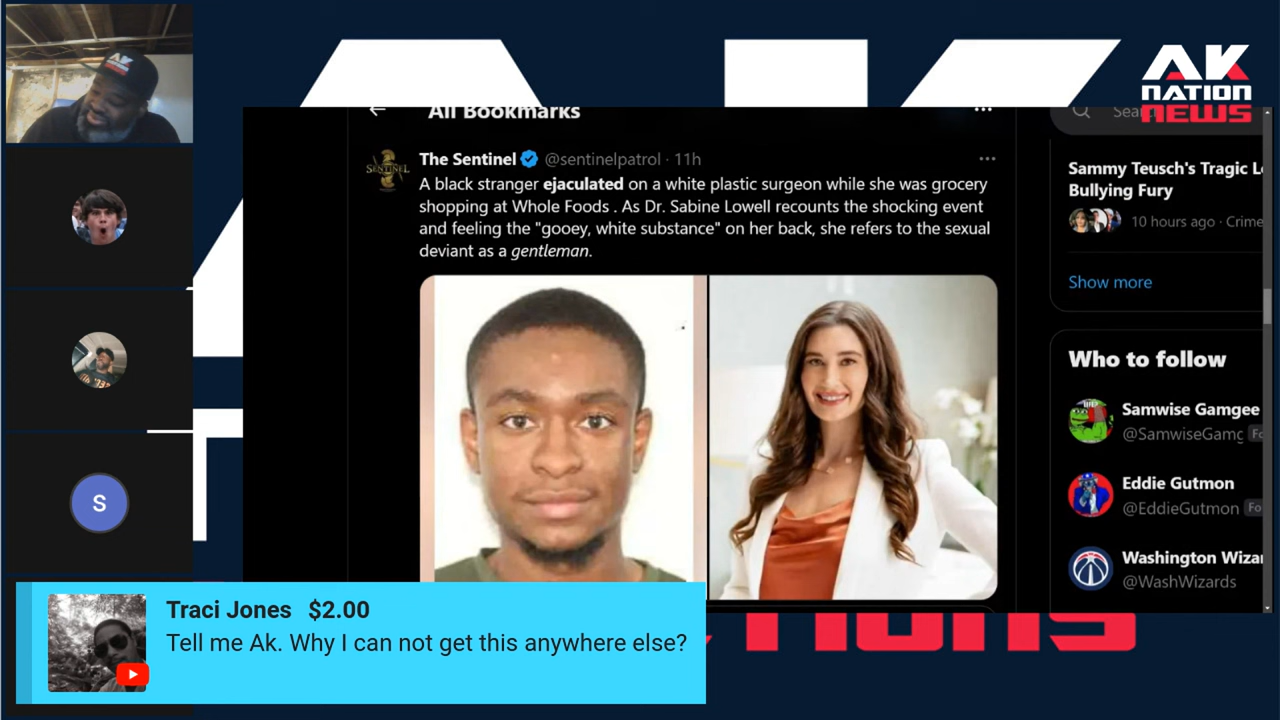 AK
NATION
NEWS
All Bookmarks
The Sentinel @sentinelpatrol · 11h
A black stranger ejaculated on a white plastic surgeon while she was grocery
shopping at Whole Foods . As Dr. Sabine Lowell recounts the shocking event
and feeling the "gooey, white substance" on her back, she refers to the sexual
deviant as a gentleman.
SENTINEL
Sammy Teusch's Tragic
Bullying Fury
10 hours ago · Crime
Show more
Who to follow
Samwise Gamgee
@SamwiseGamg
Eddie Gutmon
@EddieGutmon
Washington Wizar
@WashWizards
S
Traci Jones $2.00
Tell me Ak. Why I can not get this anywhere else?